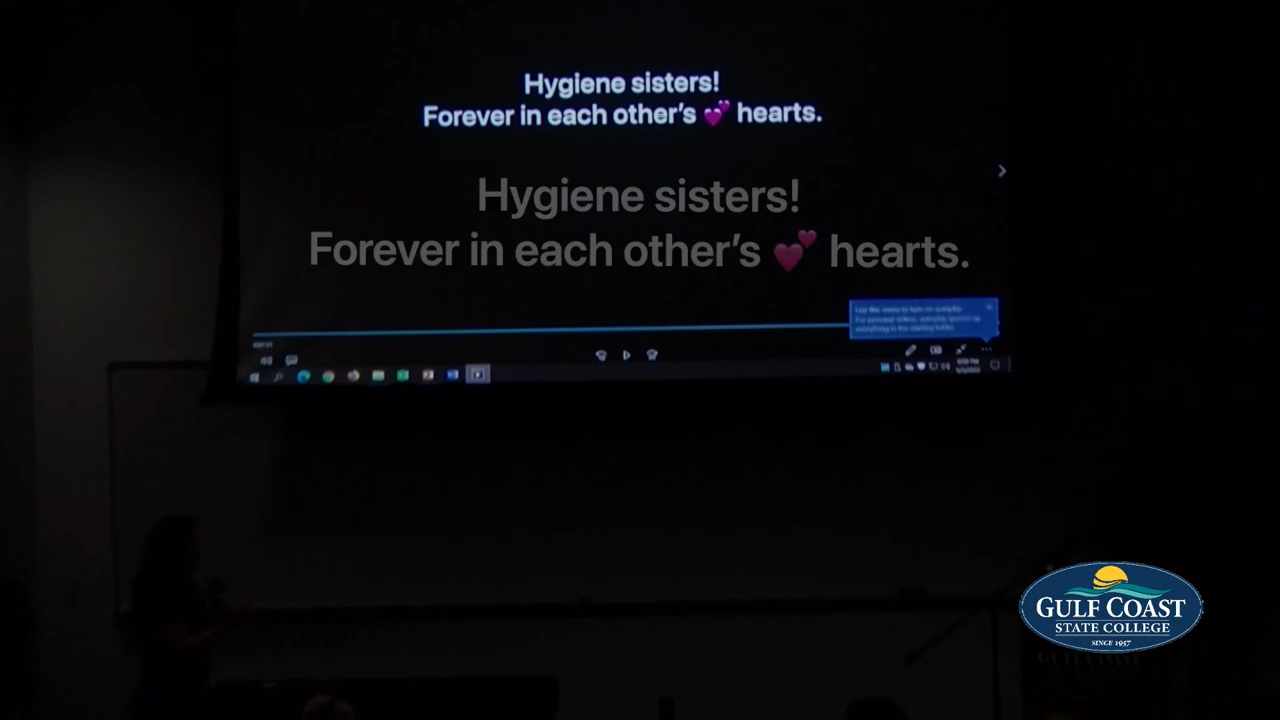 Hygiene sisters!
Forever in each other's 💕 hearts.
Hygiene sisters!
Forever in each other's 💕 hearts.
GULF COAST
STATE COLLEGE
SINCE 1957